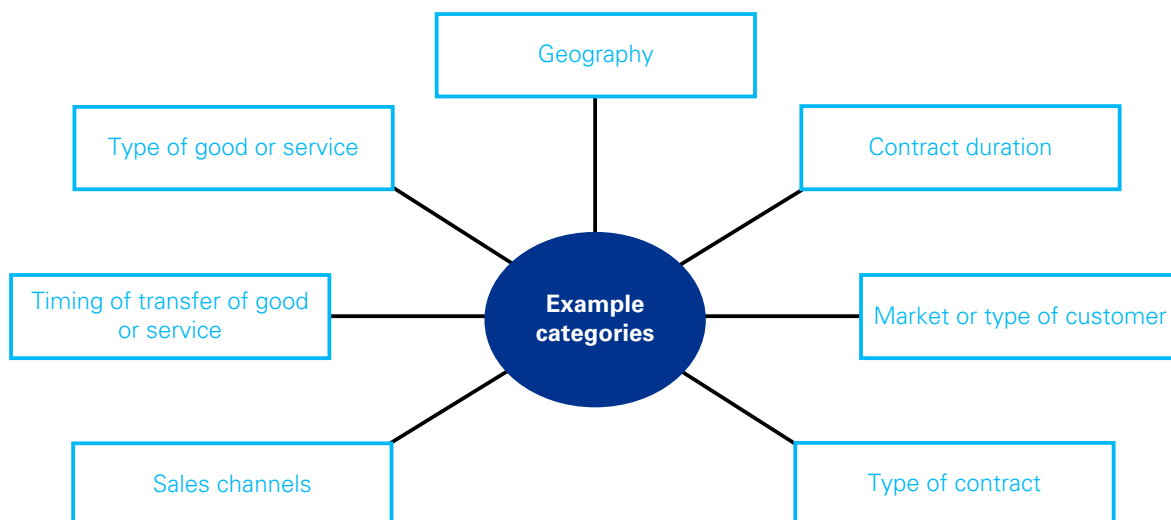 Geography
Type of good or service
Contract duration
Timing of transfer of good
or service
Example
categories
Market or type of customer
Sales channels
Type of contract